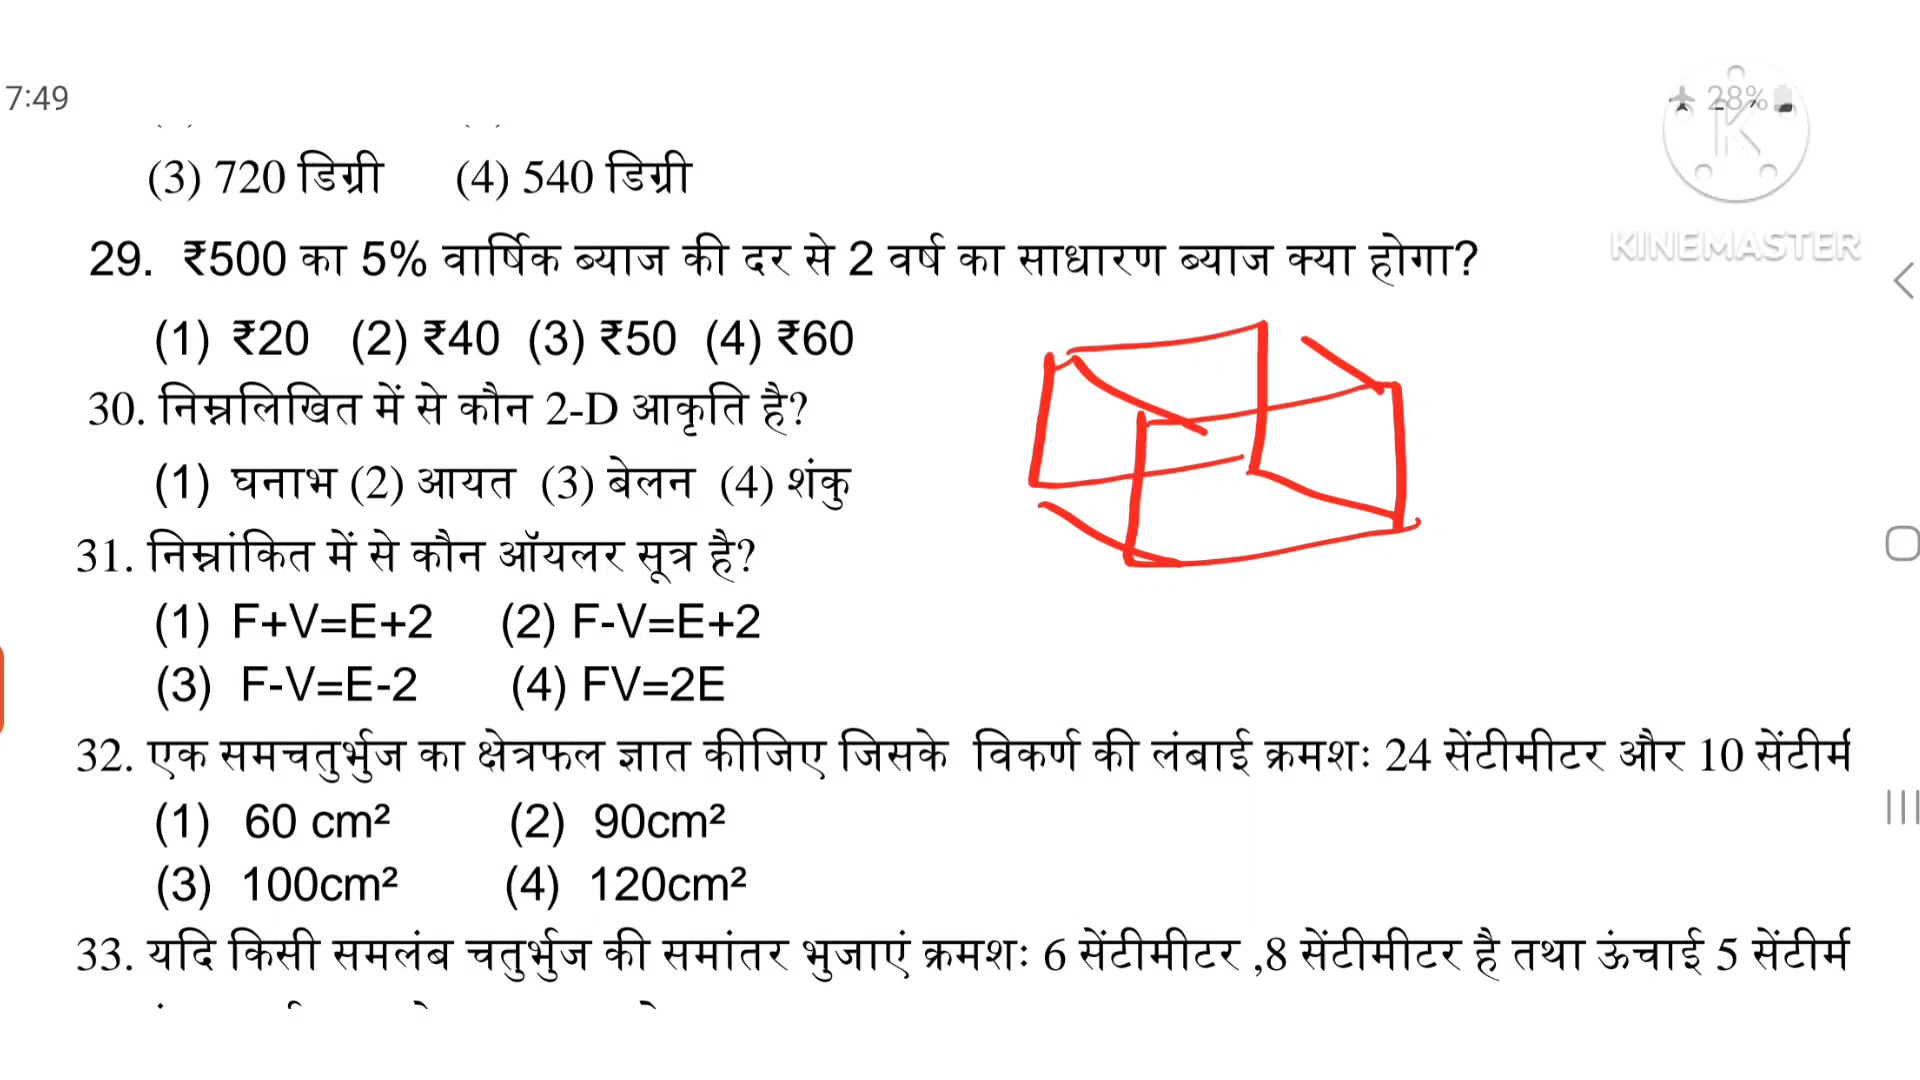 7:49
28%
(3) 720 डिग्री (4) 540 डिग्री
KINEMASTER
29. ₹500 का 5% वार्षिक ब्याज की दर से 2 वर्ष का साधारण ब्याज क्या होगा?
(1) ₹20 (2) ₹40 (3) ₹50 (4) ₹60
30. निम्नलिखित में से कौन 2-D आकृति है?
(1) घनाभ (2) आयत (3) बेलन (4) शंकु
31. निम्नांकित में से कौन ऑयलर सूत्र है?
(1) F+V=E+2 (2) F-V=E+2
(3) F-V=E-2 (4) FV=2E
32. एक समचतुर्भुज का क्षेत्रफल ज्ञात कीजिए जिसके विकर्ण की लंबाई क्रमशः 24 सेंटीमीटर और 10
(1) 60 cm² (2) 90cm²
(3) 100cm² (4) 120cm²
33. यदि किसी समलंब चतुर्भुज की समांतर भुजाएं क्रमशः 6 सेंटीमीटर ,8 सेंटीमीटर है तथा ऊंचाई 5